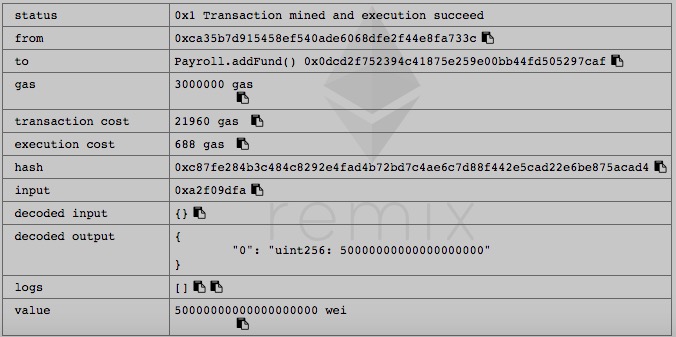 status 0x1 Transaction mined and execution succeed
from 0xca35b7d915458ef540ade6068dfe2f44e8fa733c
to Payroll.addFund() 0x0dcd2f752394c41875e259e00bb44fd505297caf
gas 3000000 gas
transaction cost 21960 gas
execution cost 688 gas
hash 0xc87fe284b3c484c8292e4fad4b72bd7c4ae6c7d88f442e5cad22e6be875acad4
input 0xa2f09dfa
decoded input {}
remix
decoded output {
"0": "uint256: 50000000000000000000"
}
logs []
value 50000000000000000000 wei